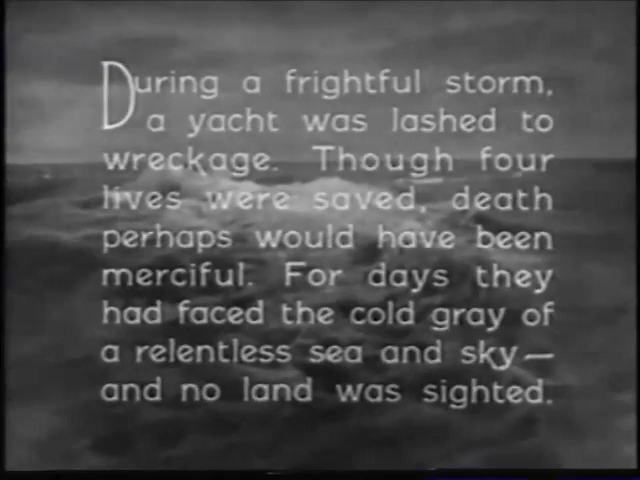 During a frightful storm,
a yacht was lashed to
wreckage. Though four
lives were saved, death
perhaps would have been
merciful. For days they
had faced the cold gray of
a relentless sea and sky—
and no land was sighted.